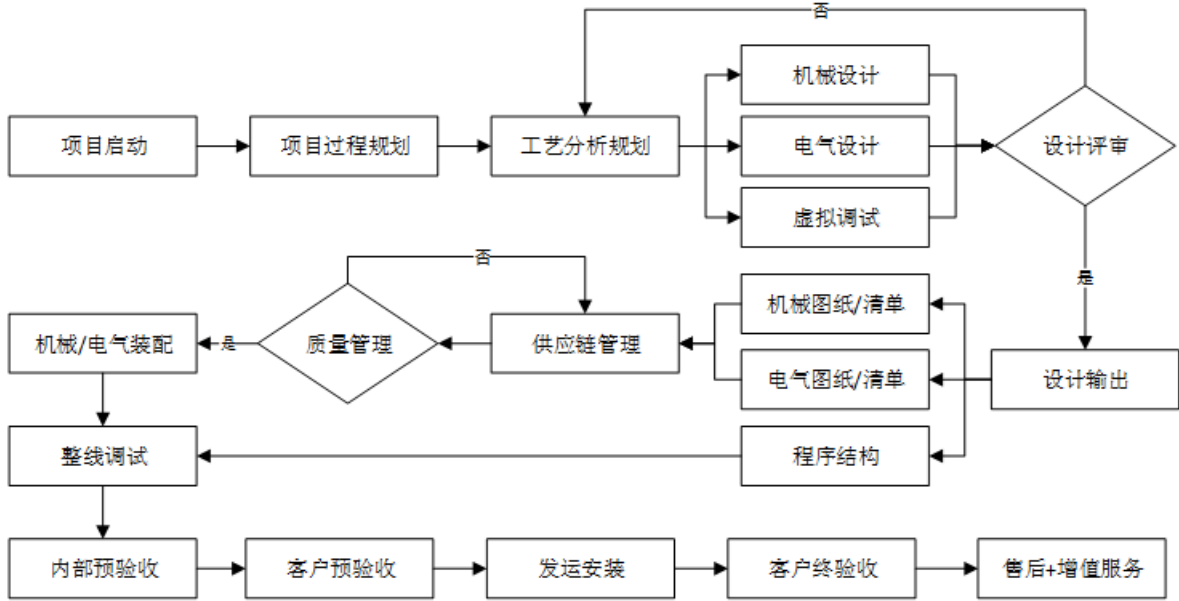 否
机械设计
项目启动
项目过程规划
工艺分析规划
电气设计
设计评审
虚拟调试
否
是
机械图纸/清单
机械/电气装配
是
质量管理
供应链管理
电气图纸/清单
设计输出
整线调试
程序结构
内部预验收
客户预验收
发运安装
客户终验收
售后+增值服务